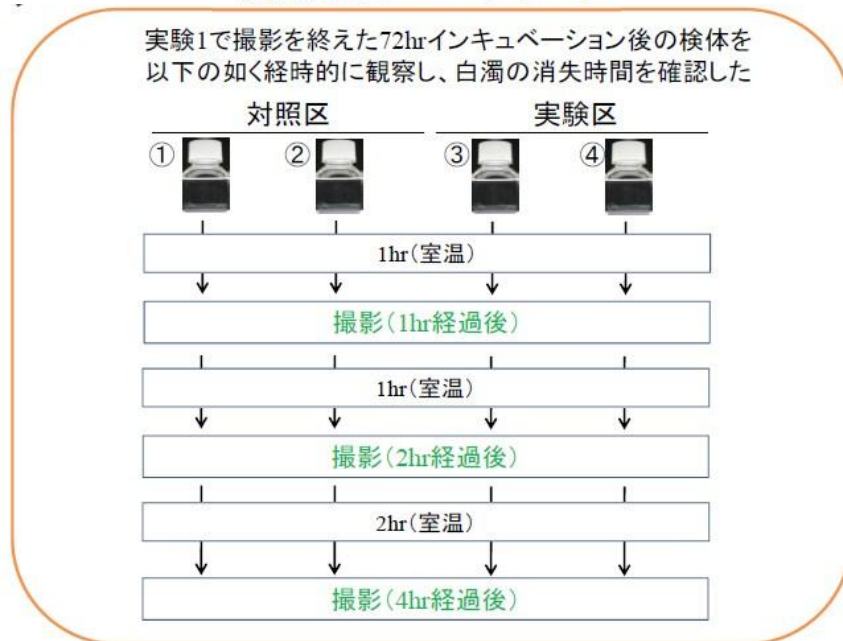 実験1で撮影を終えた72hrインキュベーション後の検体を
以下の如く経時的に観察し、白濁の消失時間を確認した
対照区 実験区
① ② ③ ④
1hr(室温)
撮影(1hr経過後)
1hr(室温)
撮影(2hr経過後)
2hr(室温)
撮影(4hr経過後)